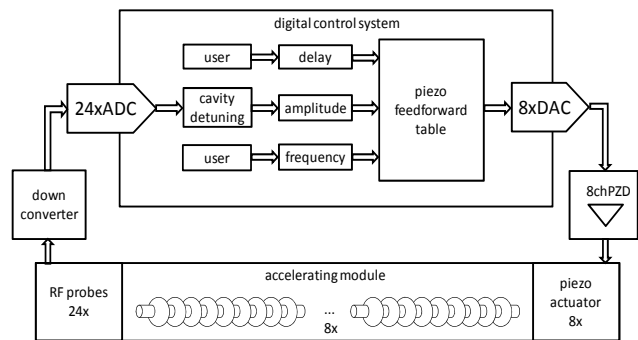 digital control system
user
delay
24xADC
cavity
detuning
amplitude
piezo
feedforward
table
8xDAC
user
frequency
down
converter
8chPZD
RF probes
24x
accelerating module
...
8x
piezo
actuator
8x